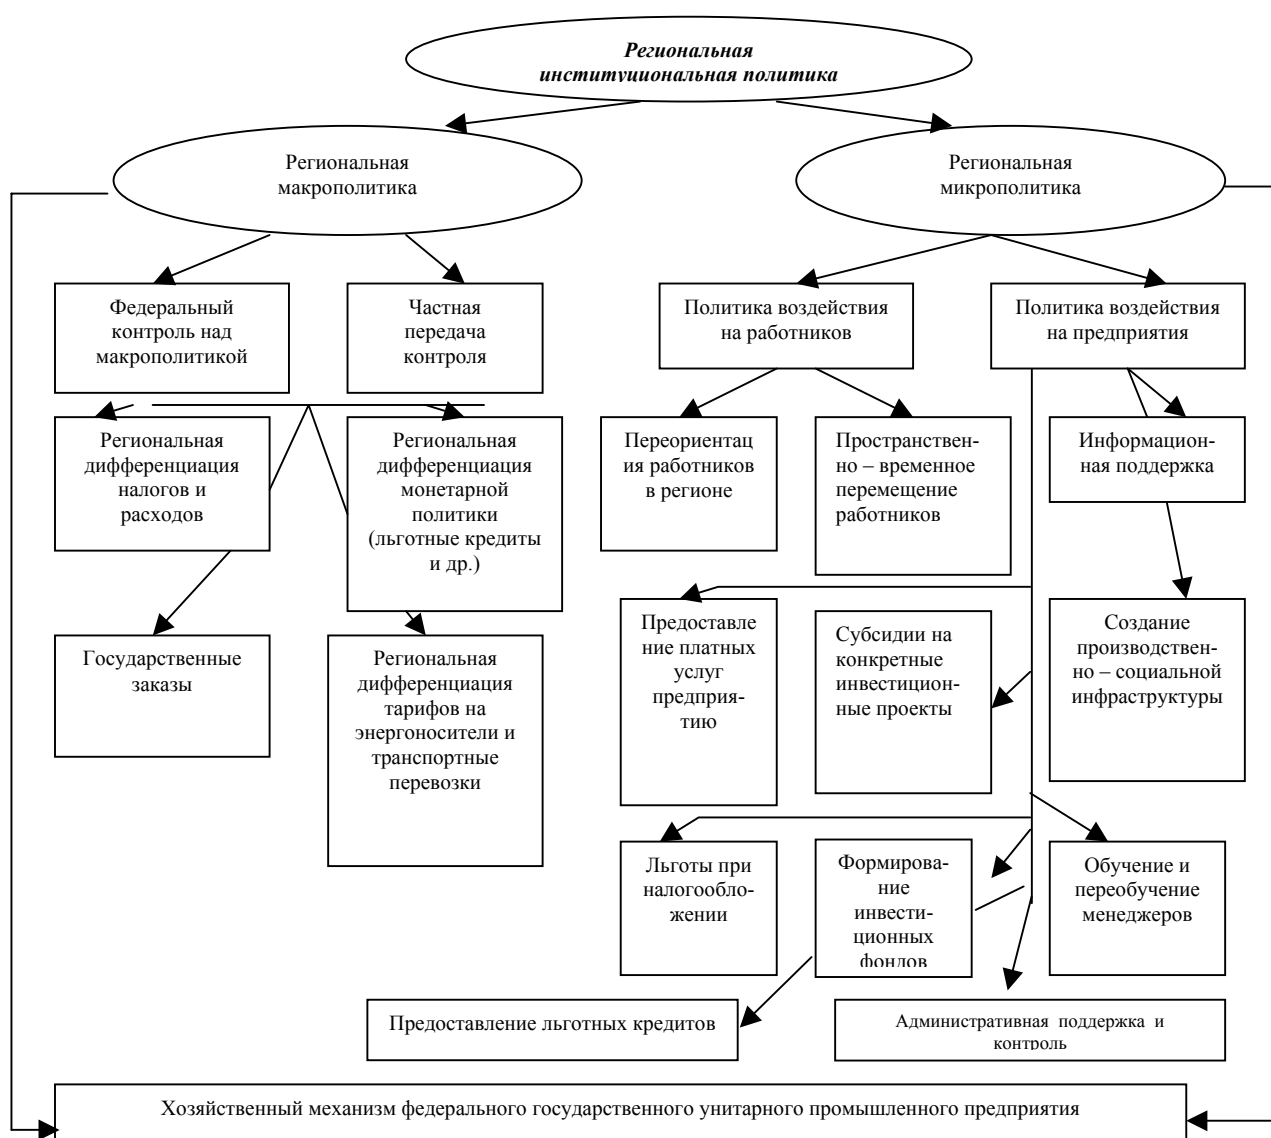 Региональная
институциональная политика
Региональная
макрополитика
Региональная
микрополитика
Федеральный
контроль над
макрополитикой
Частная
передача
контроля
Политика воздействия
на работников
Политика воздействия
на предприятия
Региональная
дифференциация
налогов и
расходов
Региональная
дифференциация
монетарной
политики
(льготные кредиты
и др.)
Переориентац
ия работников
в регионе
Пространствен-
но – временное
перемещение
работников
Информацион-
ная поддержка
Государственные
заказы
Региональная
дифференциация
тарифов на
энергоносители и
транспортные
перевозки
Предоставле
ние платных
услуг
предприя-
тию
Субсидии на
конкретные
инвестицион-
ные проекты
Создание
производствен-
но – социальной
инфраструктуры
Льготы при
налогообло-
жении
Формирова-
ние
инвести-
ционных
фондов
Обучение и
переобучение
менеджеров
Предоставление льготных кредитов
Административная поддержка и
контроль
Хозяйственный механизм федерального государственного унитарного промышленного предприятия